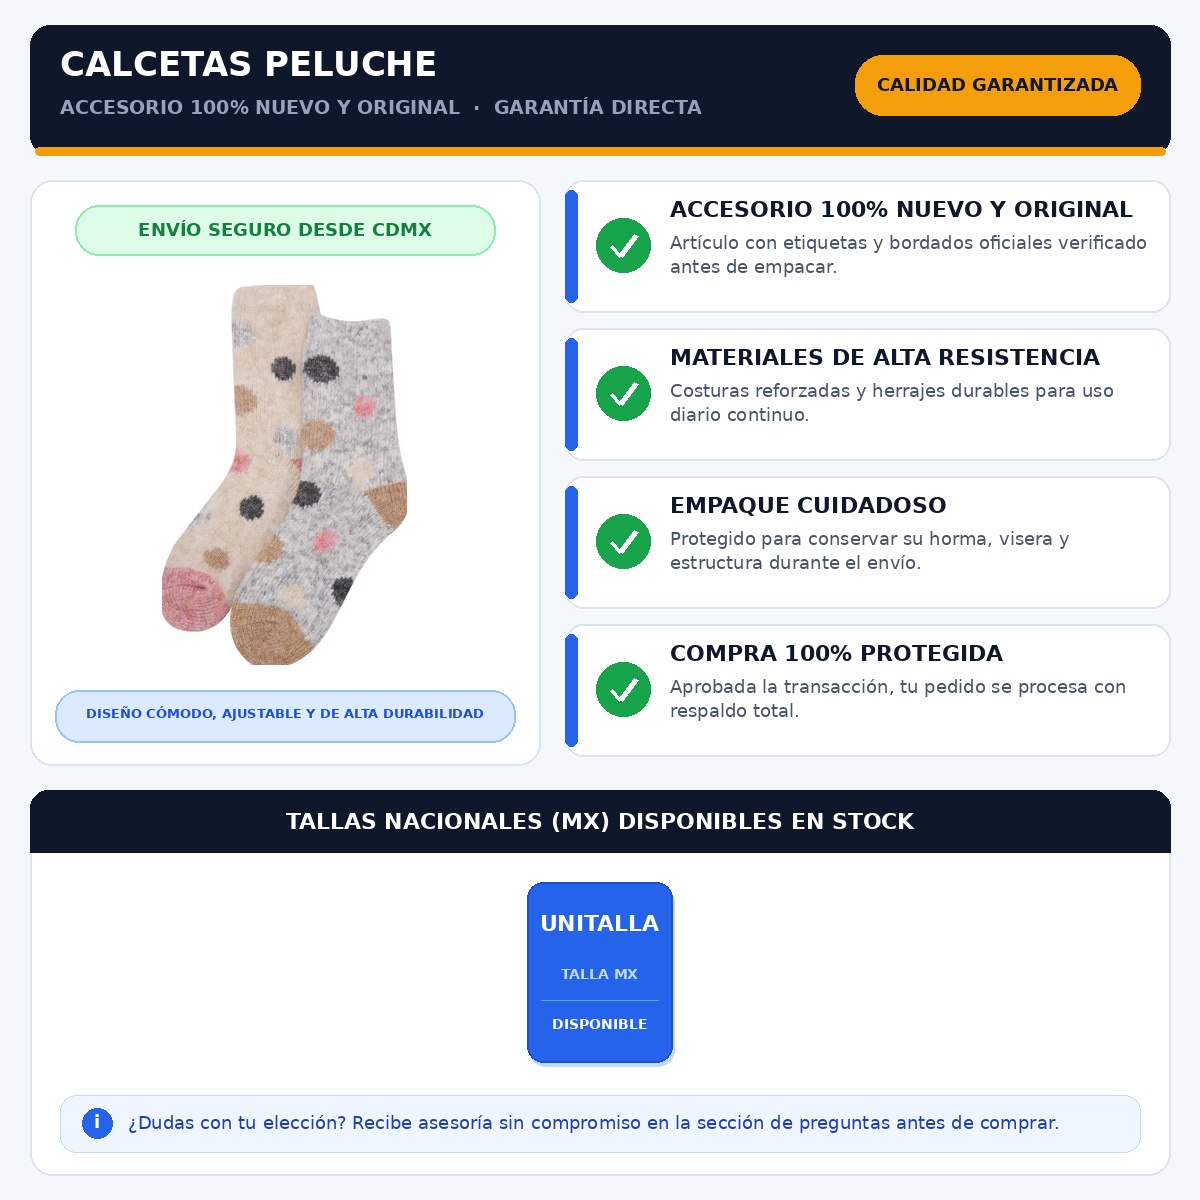 CALCETAS PELUCHE
ACCESORIO 100% NUEVO Y ORIGINAL · GARANTÍA DIRECTA
CALIDAD GARANTIZADA
ENVÍO SEGURO DESDE CDMX
DISEÑO CÓMODO, AJUSTABLE Y DE ALTA DURABILIDAD
ACCESORIO 100% NUEVO Y ORIGINAL
Artículo con etiquetas y bordados oficiales verificado
antes de empacar.
MATERIALES DE ALTA RESISTENCIA
Costuras reforzadas y herrajes durables para uso
diario continuo.
EMPAQUE CUIDADOSO
Protegido para conservar su horma, visera y
estructura durante el envío.
COMPRA 100% PROTEGIDA
Aprobada la transacción, tu pedido se procesa con
respaldo total.
TALLAS NACIONALES (MX) DISPONIBLES EN STOCK
UNITALLA
TALLA MX
DISPONIBLE
i ¿Dudas con tu elección? Recibe asesoría sin compromiso en la sección de preguntas antes de comprar.